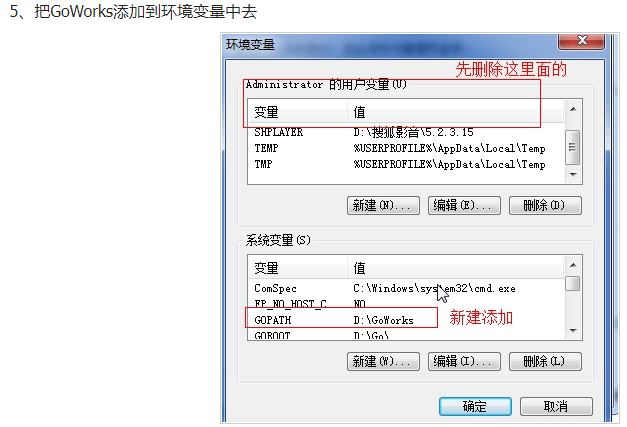 5、把GoWorks添加到环境变量中去
环境变量
先删除这里面的
Administrator 的用户变量(U)
变量 值
SHPLAYER D:\搜狐影音\5.2.3.15
TEMP %USERPROFILE%\AppData\Local\Temp
TMP %USERPROFILE%\AppData\Local\Temp
新建(N)... 编辑(E)... 删除(D)
系统变量(S)
变量 值
ComSpec C:\Windows\system32\cmd.exe
FP_NO_HOST_C... NO
GOPATH D:\GoWorks
新建添加
GOROOT D:\Go\
新建(W)... 编辑(I)... 删除(L)
确定 取消